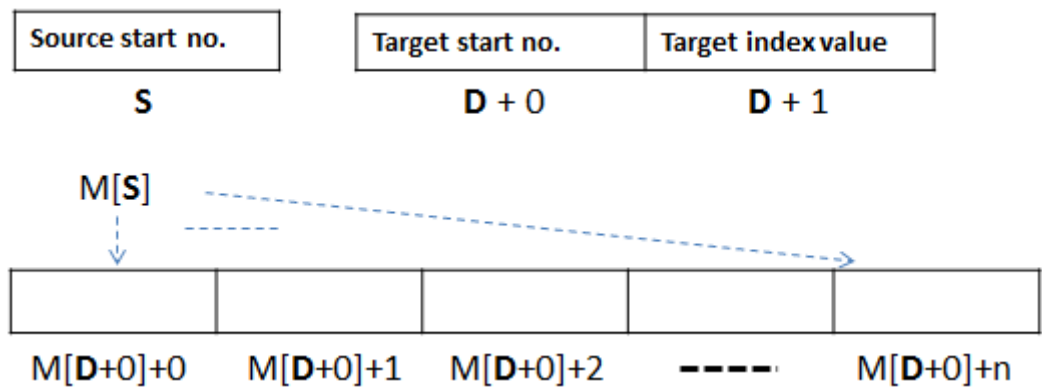 Source start no. Target start no. Target index value
S D + 0 D + 1
M[S]
M[D+0]+0 M[D+0]+1 M[D+0]+2 ---- M[D+0]+n